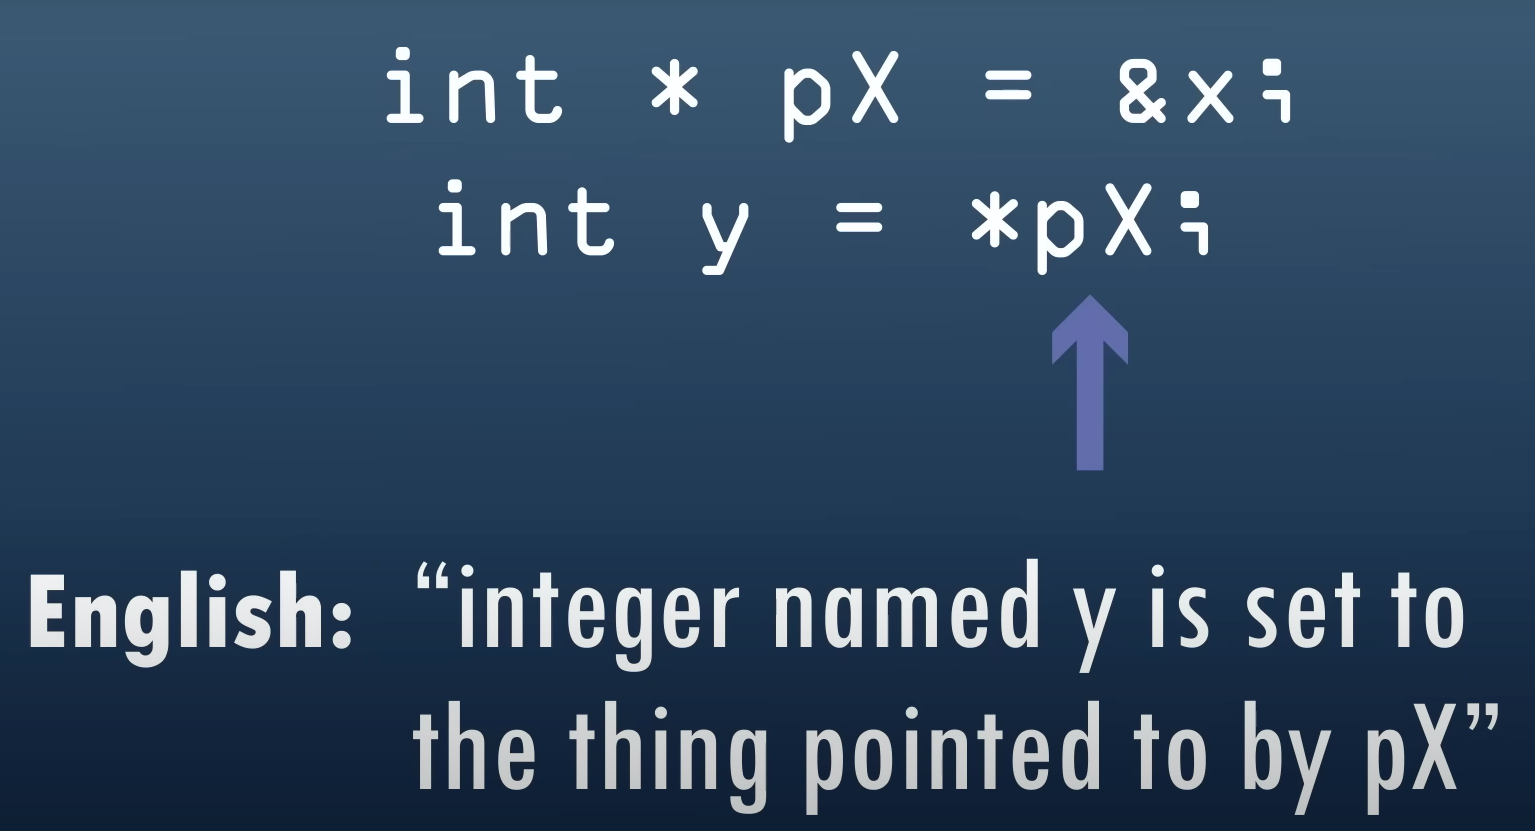 int * pX = &x;
int y = *pX;
English: “integer named y is set to
the thing pointed to by pX”